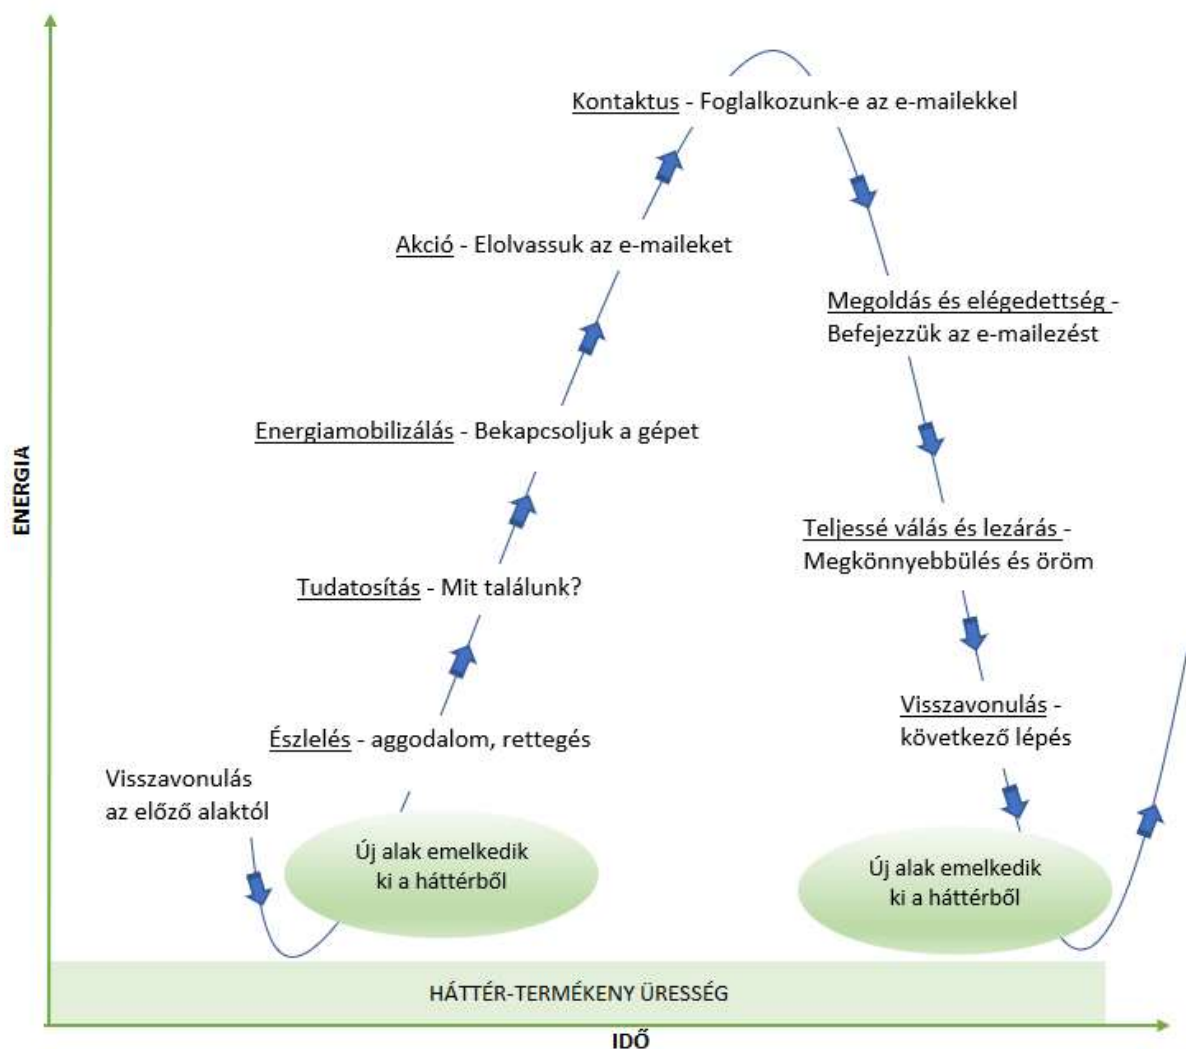 Kontaktus - Foglalkozunk-e az e-mailekkel
Akció - Elolvassuk az e-maileket
Megoldás és elégedettség -
Befejezzük az e-mailezést
Energiamobilizálás - Bekapcsoljuk a gépet
ENERGIA
Teljessé válás és lezárás -
Megkönnyebbülés és öröm
Tudatosítás - Mit találunk?
Visszavonulás -
következő lépés
Észlelés - aggodalom, rettegés
Visszavonulás
az előző alaktól
Új alak emelkedik
ki a háttérből
Új alak emelkedik
ki a háttérből
HÁTTÉR-TERMÉKENY ÜRESSÉG
IDŐ